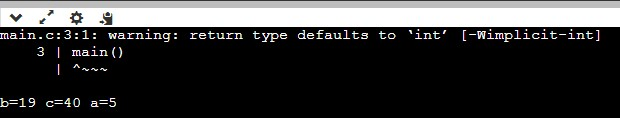 main.c:3:1: warning: return type defaults to ‘int’ [-Wimplicit-int]
3 | main()
| ^~~~
b=19 c=40 a=5